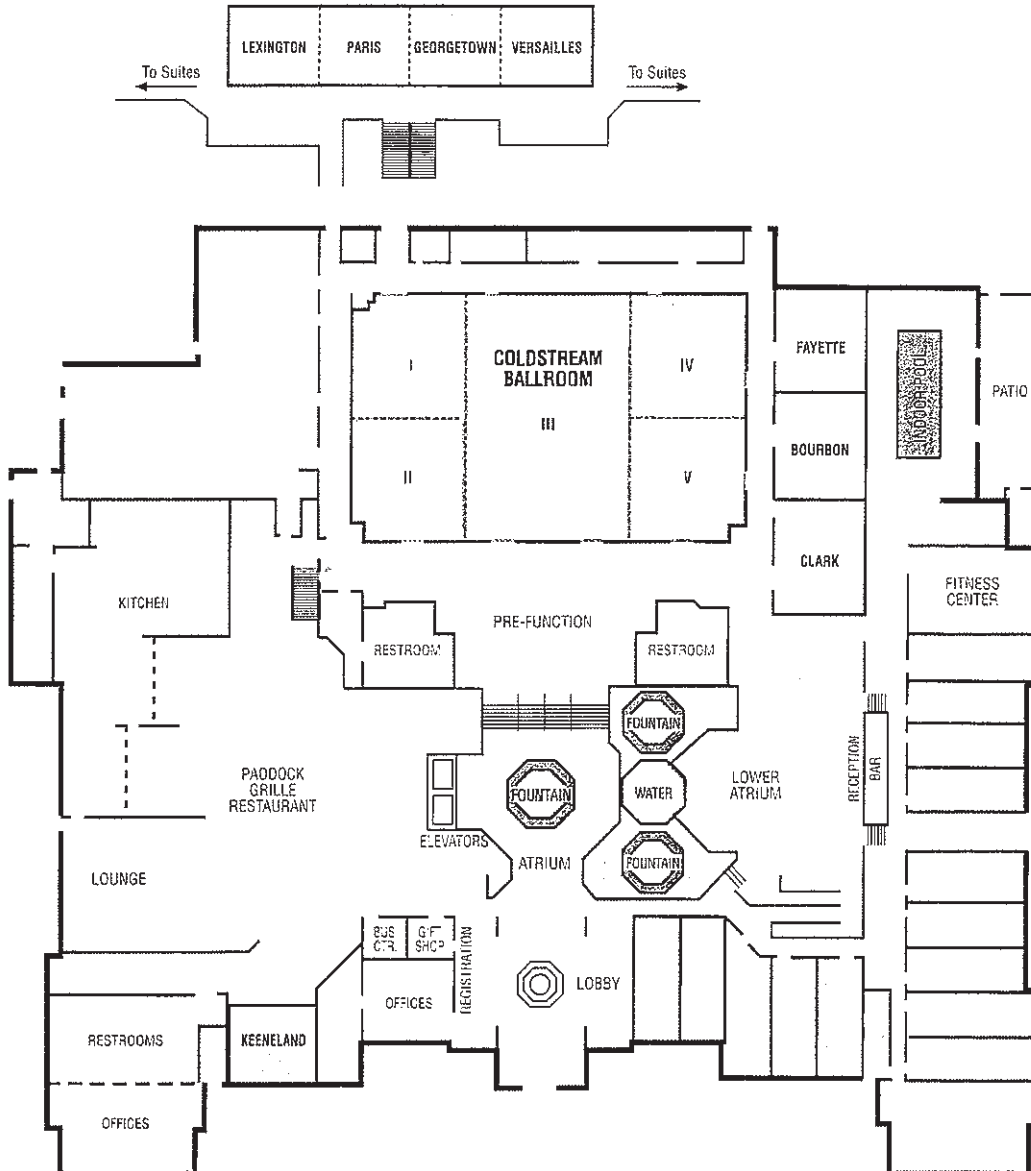 LEXINGTON
PARIS
GEORGETOWN
VERSAILLES
To Suites
To Suites
I
COLDSTREAM
BALLROOM
III
IV
II
V
FAYETTE
BOURBON
CLARK
INDOOR POOL
PATIO
KITCHEN
FITNESS
CENTER
PRE-FUNCTION
RESTROOM
RESTROOM
FOUNTAIN
PADDOCK
GRILLE
RESTAURANT
FOUNTAIN
WATER
LOWER
ATRIUM
RECEPTION
BAR
ELEVATORS
ATRIUM
FOUNTAIN
LOUNGE
BUS
CTR.
GIFT
SHOP
REGISTRATION
LOBBY
OFFICES
RESTROOMS
KEENELAND
OFFICES